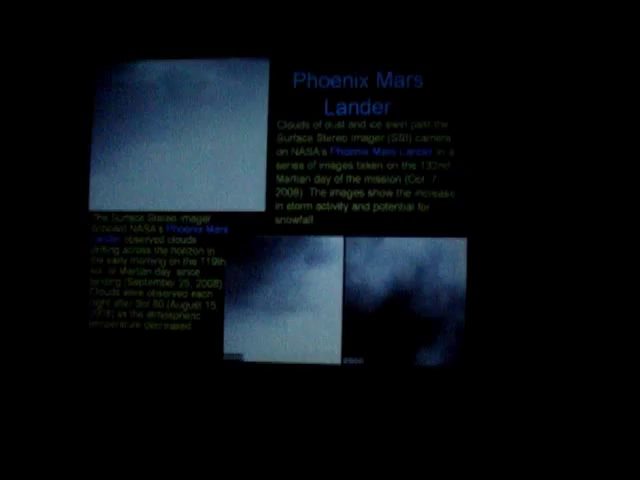 Phoenix Mars
Lander
Clouds of dust and ice swirl past the
Surface Stereo Imager (SSI) camera
on NASA's Phoenix Mars Lander in a
series of images taken on the 132nd
Martian day of the mission (Oct. 7,
2008). The images show the increase
in storm activity and potential for
snowfall
The Surface Stereo Imager
onboard NASA's Phoenix Mars
Lander observed clouds
drifting across the horizon in
the early morning on the 119th
sol, or Martian day, since
landing (September 25, 2008)
Clouds were observed each
night after Sol 80 (August 15,
2008) as the atmospheric
temperature decreased